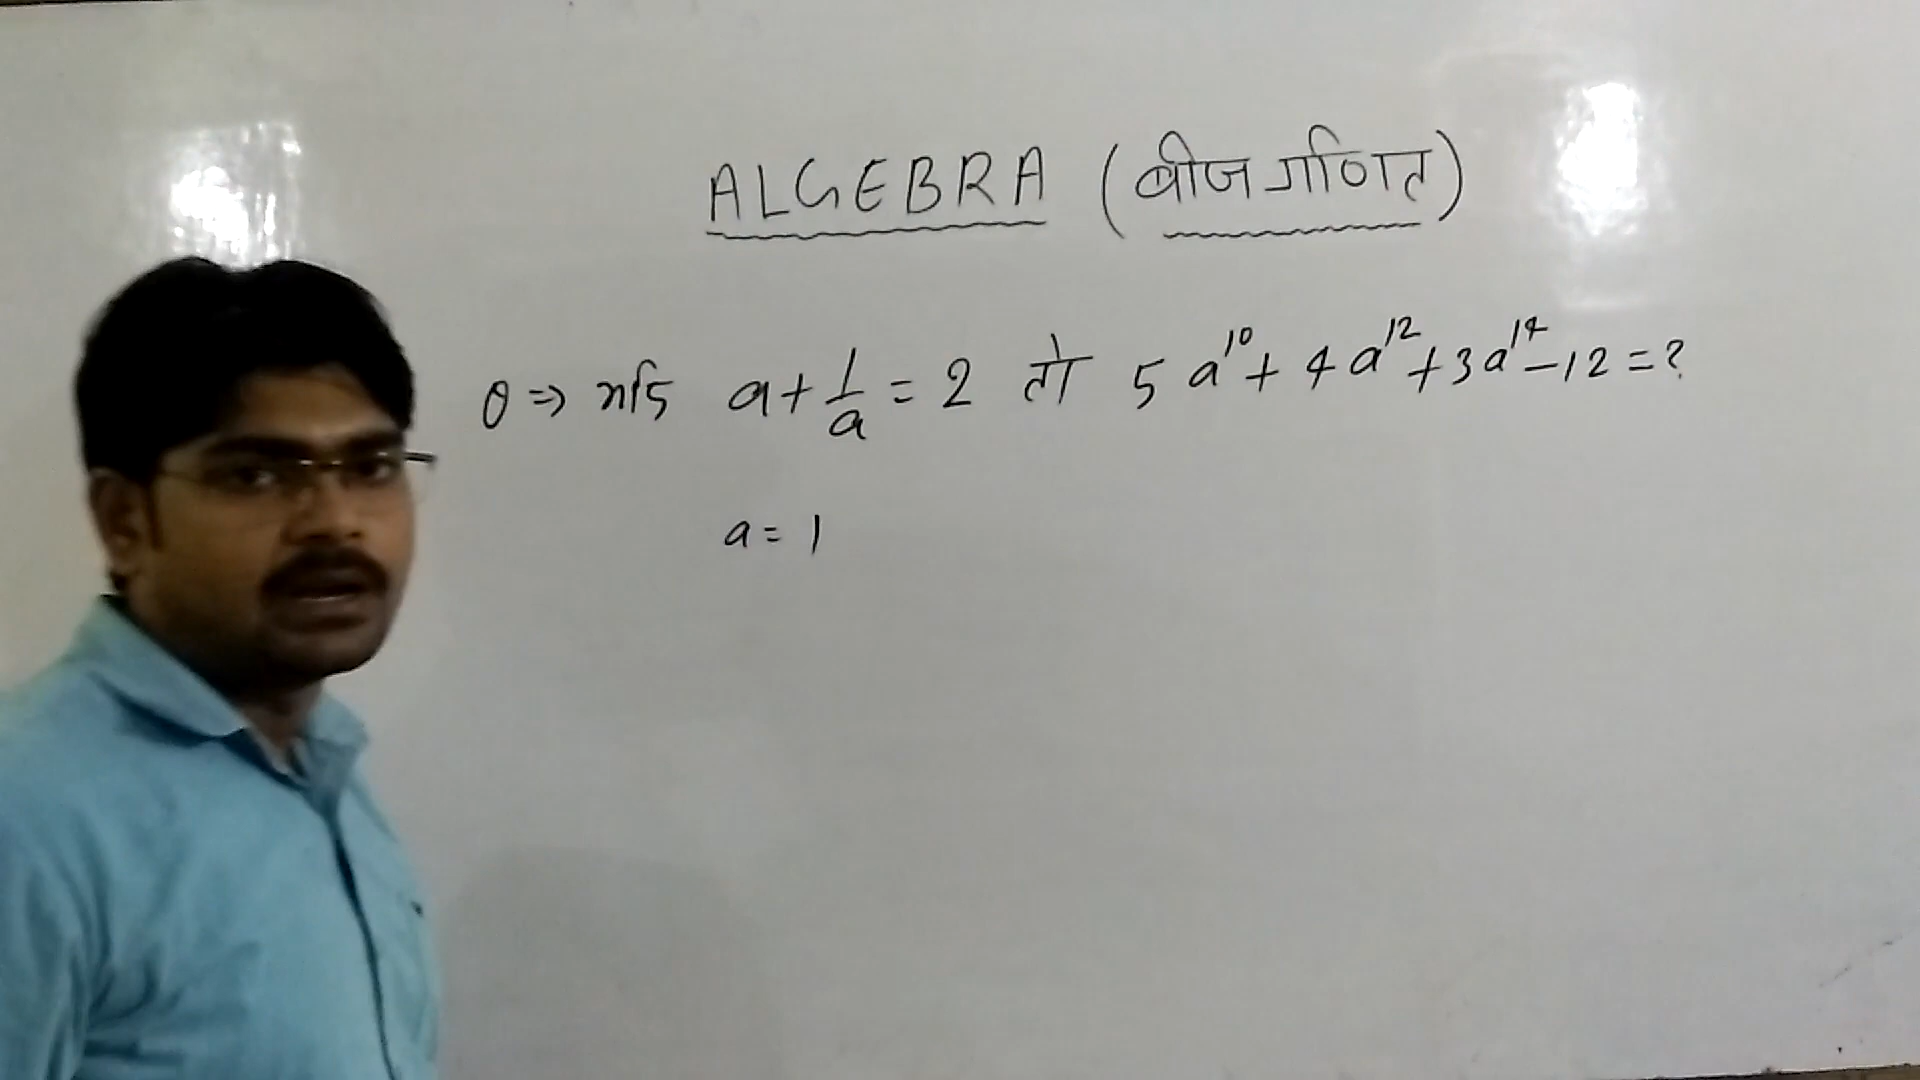 ALGEBRA (बीजगणित)
θ ⇒ यदि a + 1/a = 2 तो 5a¹⁰ + 4a¹² + 3a¹⁴ - 12 = ?
a = 1